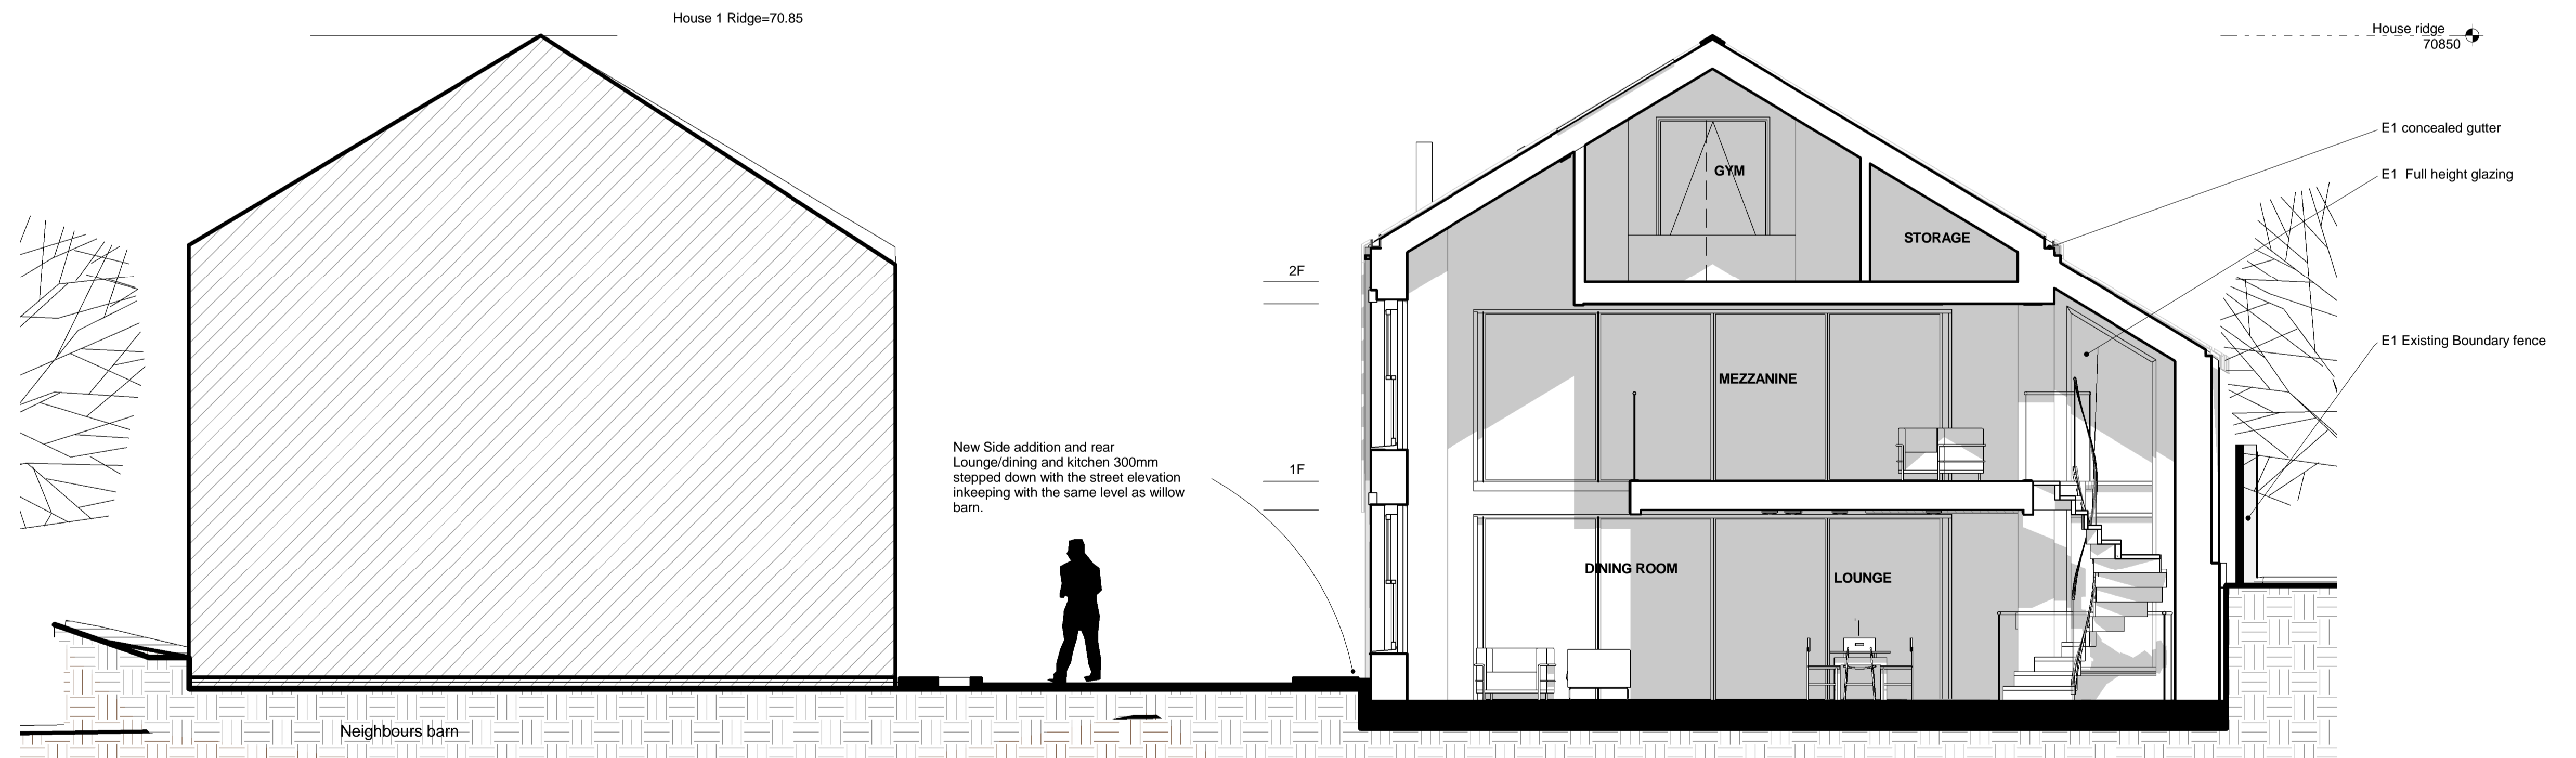 House 1 Ridge=70.85
House ridge
70850
E1 concealed gutter
E1  Full height glazing
GYM
STORAGE
2F
E1 Existing Boundary fence
MEZZANINE
New Side addition and rear
Lounge/dining and kitchen 300mm
stepped down with the street elevation
inkeeping with the same level as willow
barn.
1F
DINING ROOM
LOUNGE
Neighbours barn